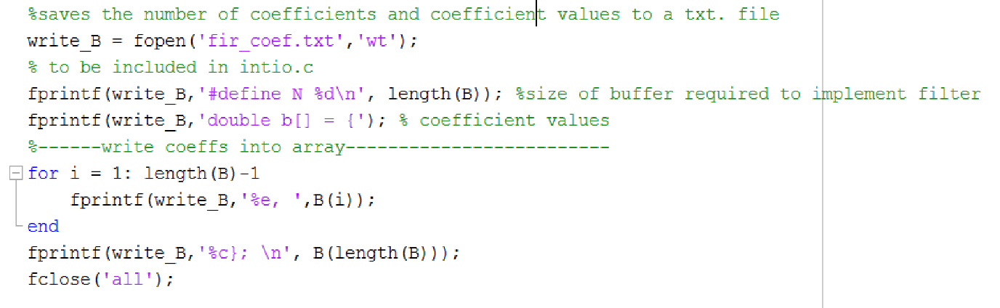 %saves the number of coefficients and coefficient values to a txt. file
write_B = fopen('fir_coef.txt','wt');
% to be included in intio.c
fprintf(write_B,'#define N %d\n', length(B)); %size of buffer required to implement filter
fprintf(write_B,'double b[] = {'); % coefficient values
%------write coeffs into array-------------------------
for i = 1: length(B)-1
    fprintf(write_B,'%e, ',B(i));
end
fprintf(write_B,'%c}; \n', B(length(B)));
fclose('all');